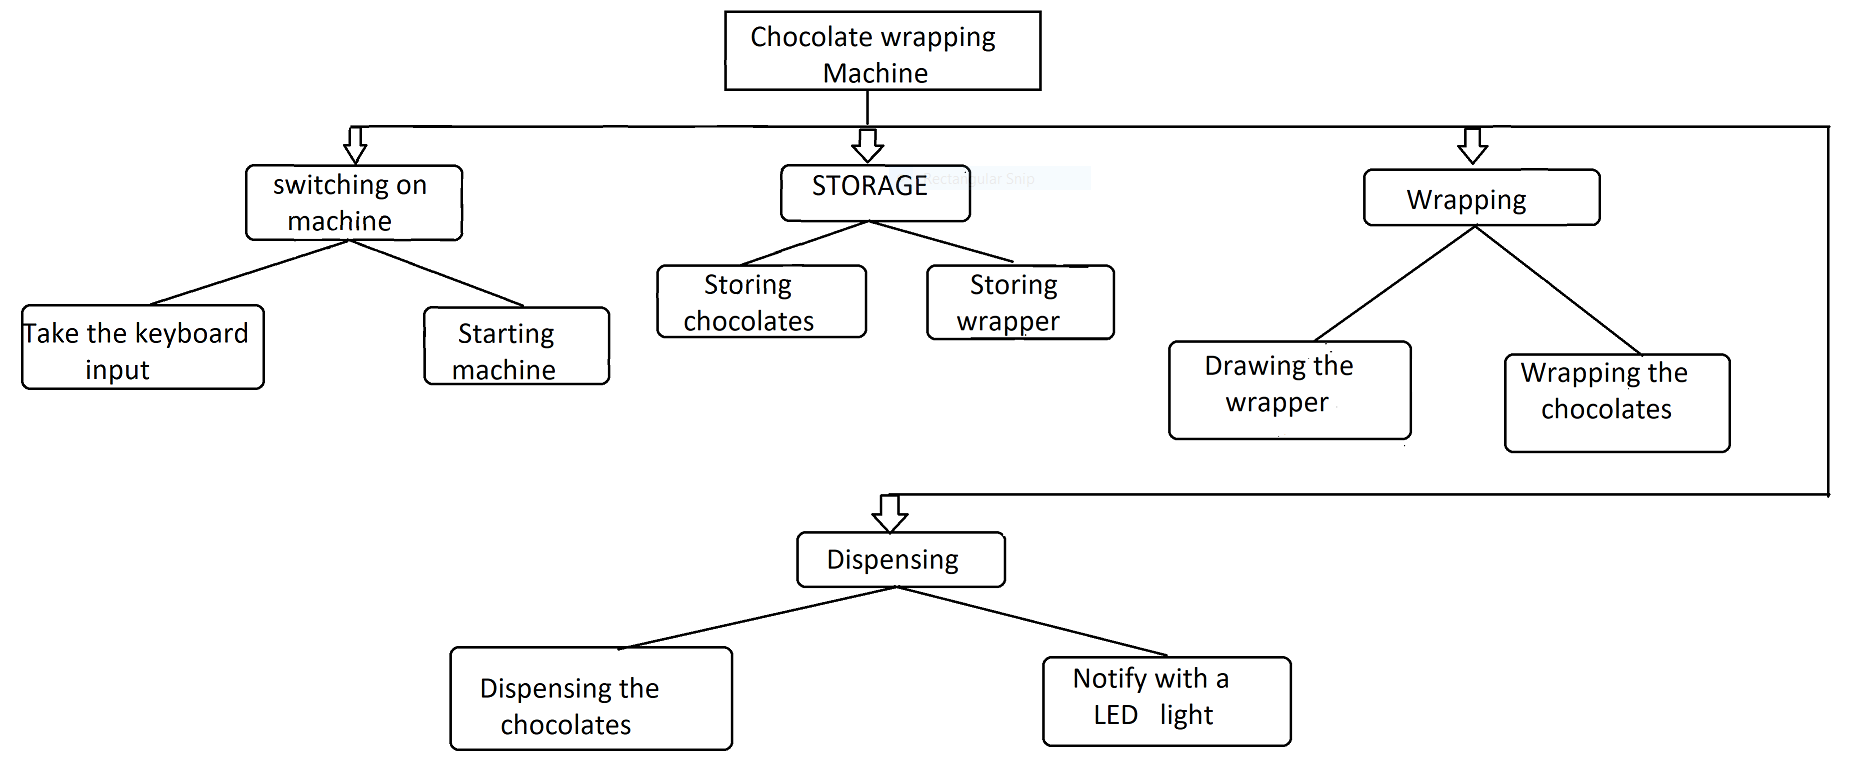 Chocolate wrapping
Machine
switching on
machine
STORAGE
Rectangular Snip
Wrapping
Take the keyboard
input
Starting
machine
Storing
chocolates
Storing
wrapper
Drawing the
wrapper
Wrapping the
chocolates
Dispensing
Dispensing the
chocolates
Notify with a
LED light